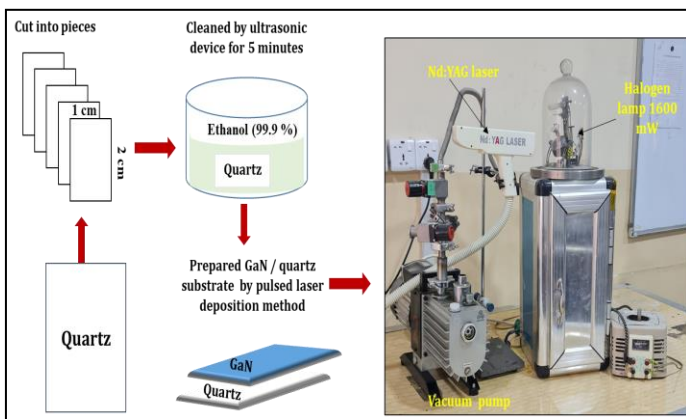 Cut into pieces
1 cm
2 cm
Quartz
Cleaned by ultrasonic
device for 5 minutes
Ethanol (99.9 %)
Quartz
Prepared GaN / quartz
substrate by pulsed laser
deposition method
GaN
Quartz
Nd:YAG laser
Nd: YAG LASER
Halogen
lamp 1600
mW
Vacuum pump